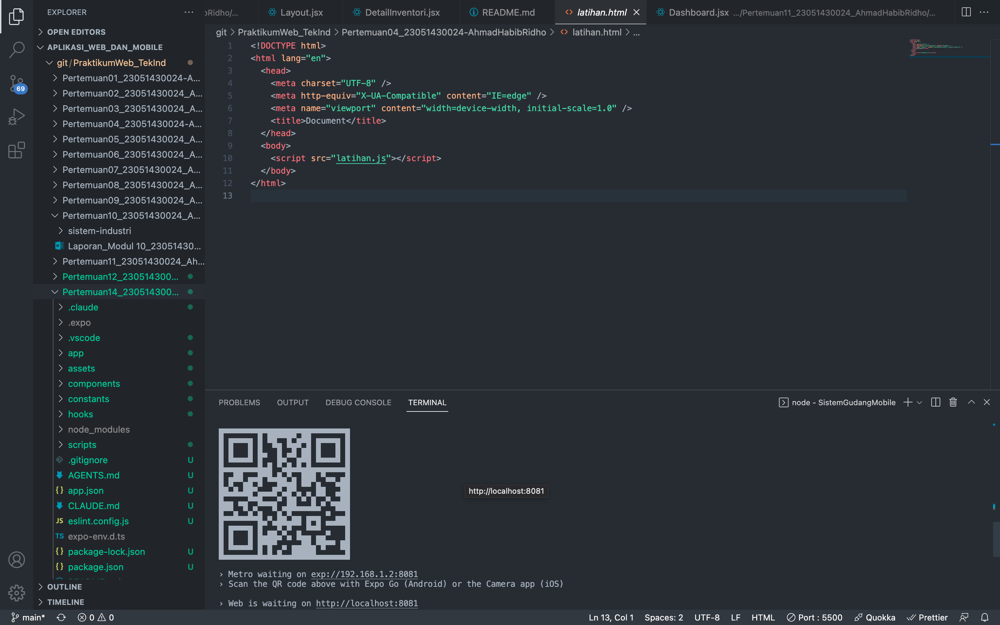 EXPLORER
OPEN EDITORS
APLIKASI_WEB_DAN_MOBILE
git/PraktikumWeb_TekInd
Pertemuan01_23051430024-A...
Pertemuan02_23051430024_A...
Pertemuan03_23051430024_A...
Pertemuan04_23051430024-A...
Pertemuan05_23051430024_A...
Pertemuan06_23051430024_A...
Pertemuan07_23051430024_A...
Pertemuan08_23051430024_A...
Pertemuan09_23051430024_A...
Pertemuan10_23051430024_A...
sistem-industri
Laporan_Modul 10_23051430...
Pertemuan11_23051430024_Ah...
Pertemuan12_230514300...
Pertemuan14_230514300...
.claude
.expo
.vscode
app
assets
components
constants
hooks
node_modules
scripts
.gitignore U
AGENTS.md U
{} app.json U
CLAUDE.md U
JS eslint.config.js U
TS expo-env.d.ts
{} package-lock.json U
{} package.json U
OUTLINE
TIMELINE
69
Ridho/... Layout.jsx DetailInventori.jsx README.md <> latihan.html Dashboard.jsx .../Pertemuan11_23051430024_AhmadHabibRidho/...
git > PraktikumWeb_TekInd > Pertemuan04_23051430024-AhmadHabibRidho > <> latihan.html > ...
1 <!DOCTYPE html>
2 <html lang="en">
3 <head>
4 <meta charset="UTF-8" />
5 <meta http-equiv="X-UA-Compatible" content="IE=edge" />
6 <meta name="viewport" content="width=device-width, initial-scale=1.0" />
7 <title>Document</title>
8 </head>
9 <body>
10 <script src="latihan.js"></script>
11 </body>
12 </html>
13
PROBLEMS OUTPUT DEBUG CONSOLE TERMINAL node - SistemGudangMobile
http://localhost:8081
› Metro waiting on exp://192.168.1.2:8081
› Scan the QR code above with Expo Go (Android) or the Camera app (iOS)
› Web is waiting on http://localhost:8081
main* 0 0 Ln 13, Col 1 Spaces: 2 UTF-8 LF HTML Port : 5500 Quokka Prettier